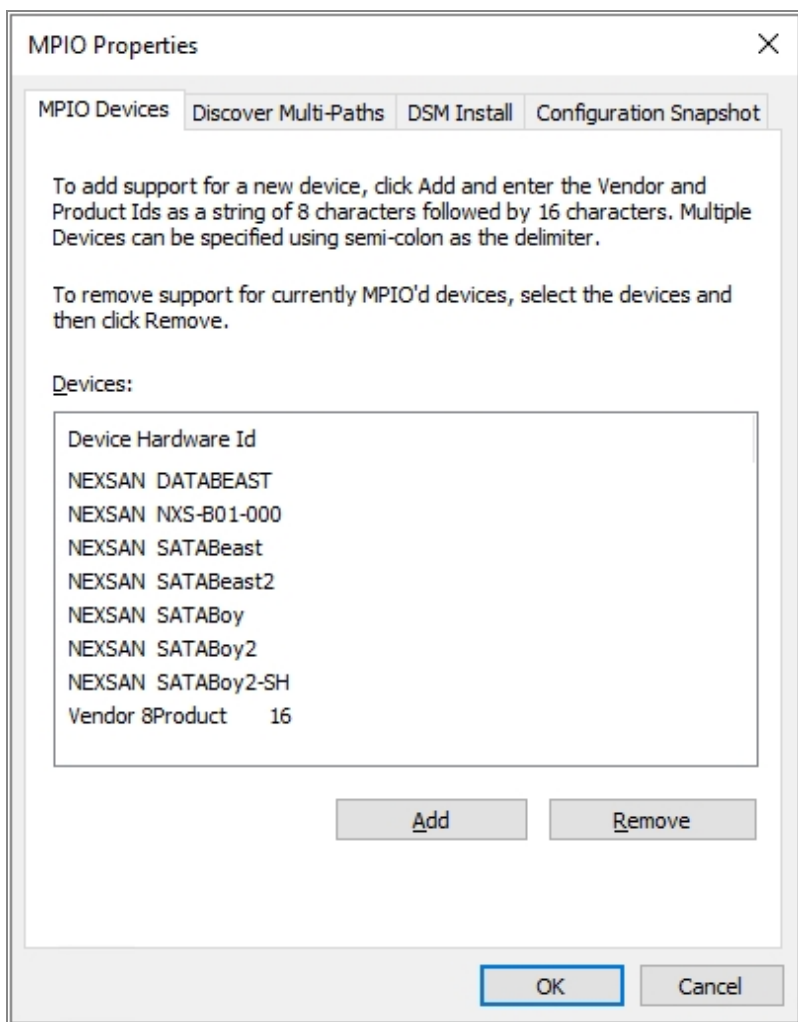 MPIO Properties
MPIO Devices Discover Multi-Paths DSM Install Configuration Snapshot
To add support for a new device, click Add and enter the Vendor and
Product Ids as a string of 8 characters followed by 16 characters. Multiple
Devices can be specified using semi-colon as the delimiter.
To remove support for currently MPIO'd devices, select the devices and
then click Remove.
Devices:
Device Hardware Id
NEXSAN  DATABEAST
NEXSAN  NXS-B01-000
NEXSAN  SATABeast
NEXSAN  SATABeast2
NEXSAN  SATABoy
NEXSAN  SATABoy2
NEXSAN  SATABoy2-SH
Vendor 8Product       16
Add Remove
OK Cancel